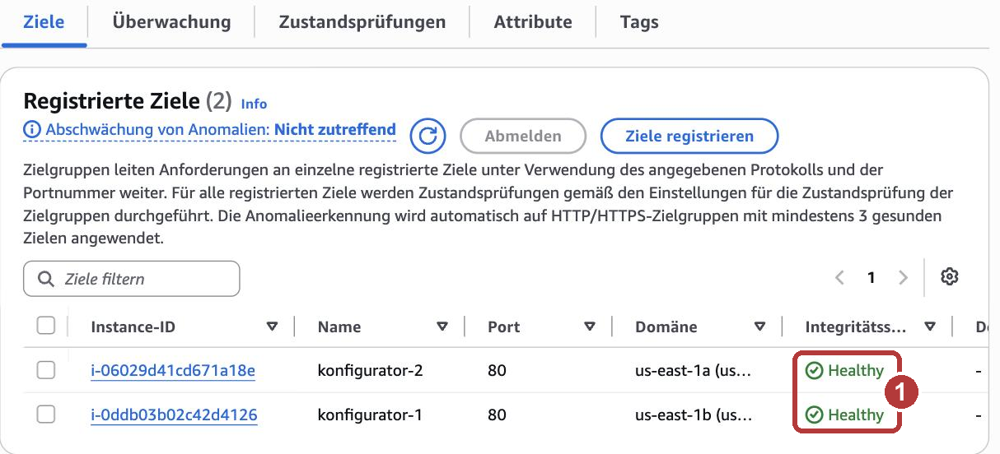 Ziele Überwachung Zustandsprüfungen Attribute Tags
Registrierte Ziele (2) Info
Abschwächung von Anomalien: Nicht zutreffend Abmelden Ziele registrieren
Zielgruppen leiten Anforderungen an einzelne registrierte Ziele unter Verwendung des angegebenen Protokolls und der
Portnummer weiter. Für alle registrierten Ziele werden Zustandsprüfungen gemäß den Einstellungen für die Zustandsprüfung der
Zielgruppen durchgeführt. Die Anomalieerkennung wird automatisch auf HTTP/HTTPS-Zielgruppen mit mindestens 3 gesunden
Zielen angewendet.
Ziele filtern 1
Instance-ID Name Port Domäne Integritätss...
i-06029d41cd671a18e konfigurator-2 80 us-east-1a (us... Healthy -
i-0ddb03b02c42d4126 konfigurator-1 80 us-east-1b (us... Healthy -
1